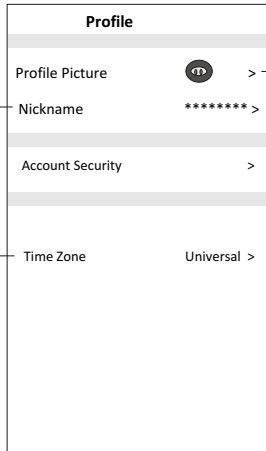 Profile
Profile Picture >
Nickname ******** >
Account Security >
Time Zone Universal >